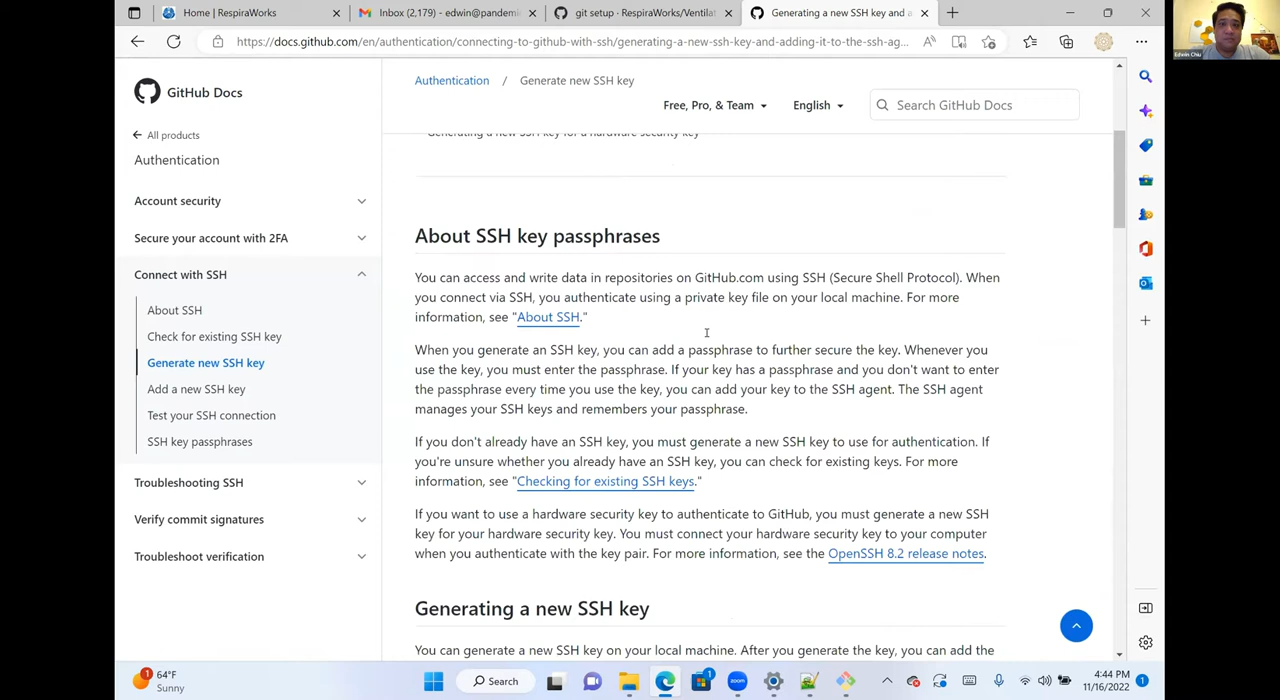 Home | RespiraWorks
Inbox (2,179) - edwin@pandemi
git setup · RespiraWorks/Ventilat
Generating a new SSH key and a
https://docs.github.com/en/authentication/connecting-to-github-with-ssh/generating-a-new-ssh-key-and-adding-it-to-the-ssh-ag...
Edwin Chiu
GitHub Docs
Authentication / Generate new SSH key
Free, Pro, & Team
English
Search GitHub Docs
All products
Authentication
Account security
Secure your account with 2FA
Connect with SSH
About SSH
Check for existing SSH key
Generate new SSH key
Add a new SSH key
Test your SSH connection
SSH key passphrases
Troubleshooting SSH
Verify commit signatures
Troubleshoot verification
Generating a new SSH key for a hardware security key
About SSH key passphrases
You can access and write data in repositories on GitHub.com using SSH (Secure Shell Protocol). When
you connect via SSH, you authenticate using a private key file on your local machine. For more
information, see "About SSH."
When you generate an SSH key, you can add a passphrase to further secure the key. Whenever you
use the key, you must enter the passphrase. If your key has a passphrase and you don't want to enter
the passphrase every time you use the key, you can add your key to the SSH agent. The SSH agent
manages your SSH keys and remembers your passphrase.
If you don't already have an SSH key, you must generate a new SSH key to use for authentication. If
you're unsure whether you already have an SSH key, you can check for existing keys. For more
information, see "Checking for existing SSH keys."
If you want to use a hardware security key to authenticate to GitHub, you must generate a new SSH
key for your hardware security key. You must connect your hardware security key to your computer
when you authenticate with the key pair. For more information, see the OpenSSH 8.2 release notes.
Generating a new SSH key
You can generate a new SSH key on your local machine. After you generate the key, you can add the
1
64°F
Sunny
Search
1
zoom
4:44 PM
11/16/2022
1